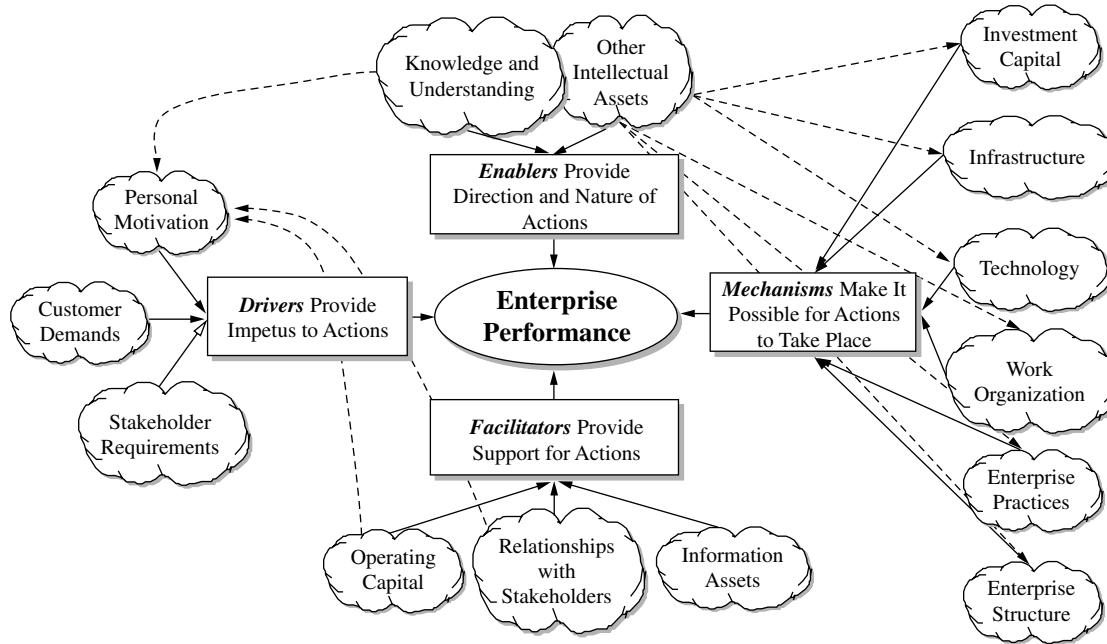 Knowledge and
Understanding
Other
Intellectual
Assets
Investment
Capital
Infrastructure
Enablers Provide
Direction and Nature of
Actions
Personal
Motivation
Technology
Customer
Demands
Drivers Provide
Impetus to Actions
Enterprise
Performance
Mechanisms Make It
Possible for Actions
to Take Place
Work
Organization
Stakeholder
Requirements
Facilitators Provide
Support for Actions
Enterprise
Practices
Operating
Capital
Relationships
with
Stakeholders
Information
Assets
Enterprise
Structure